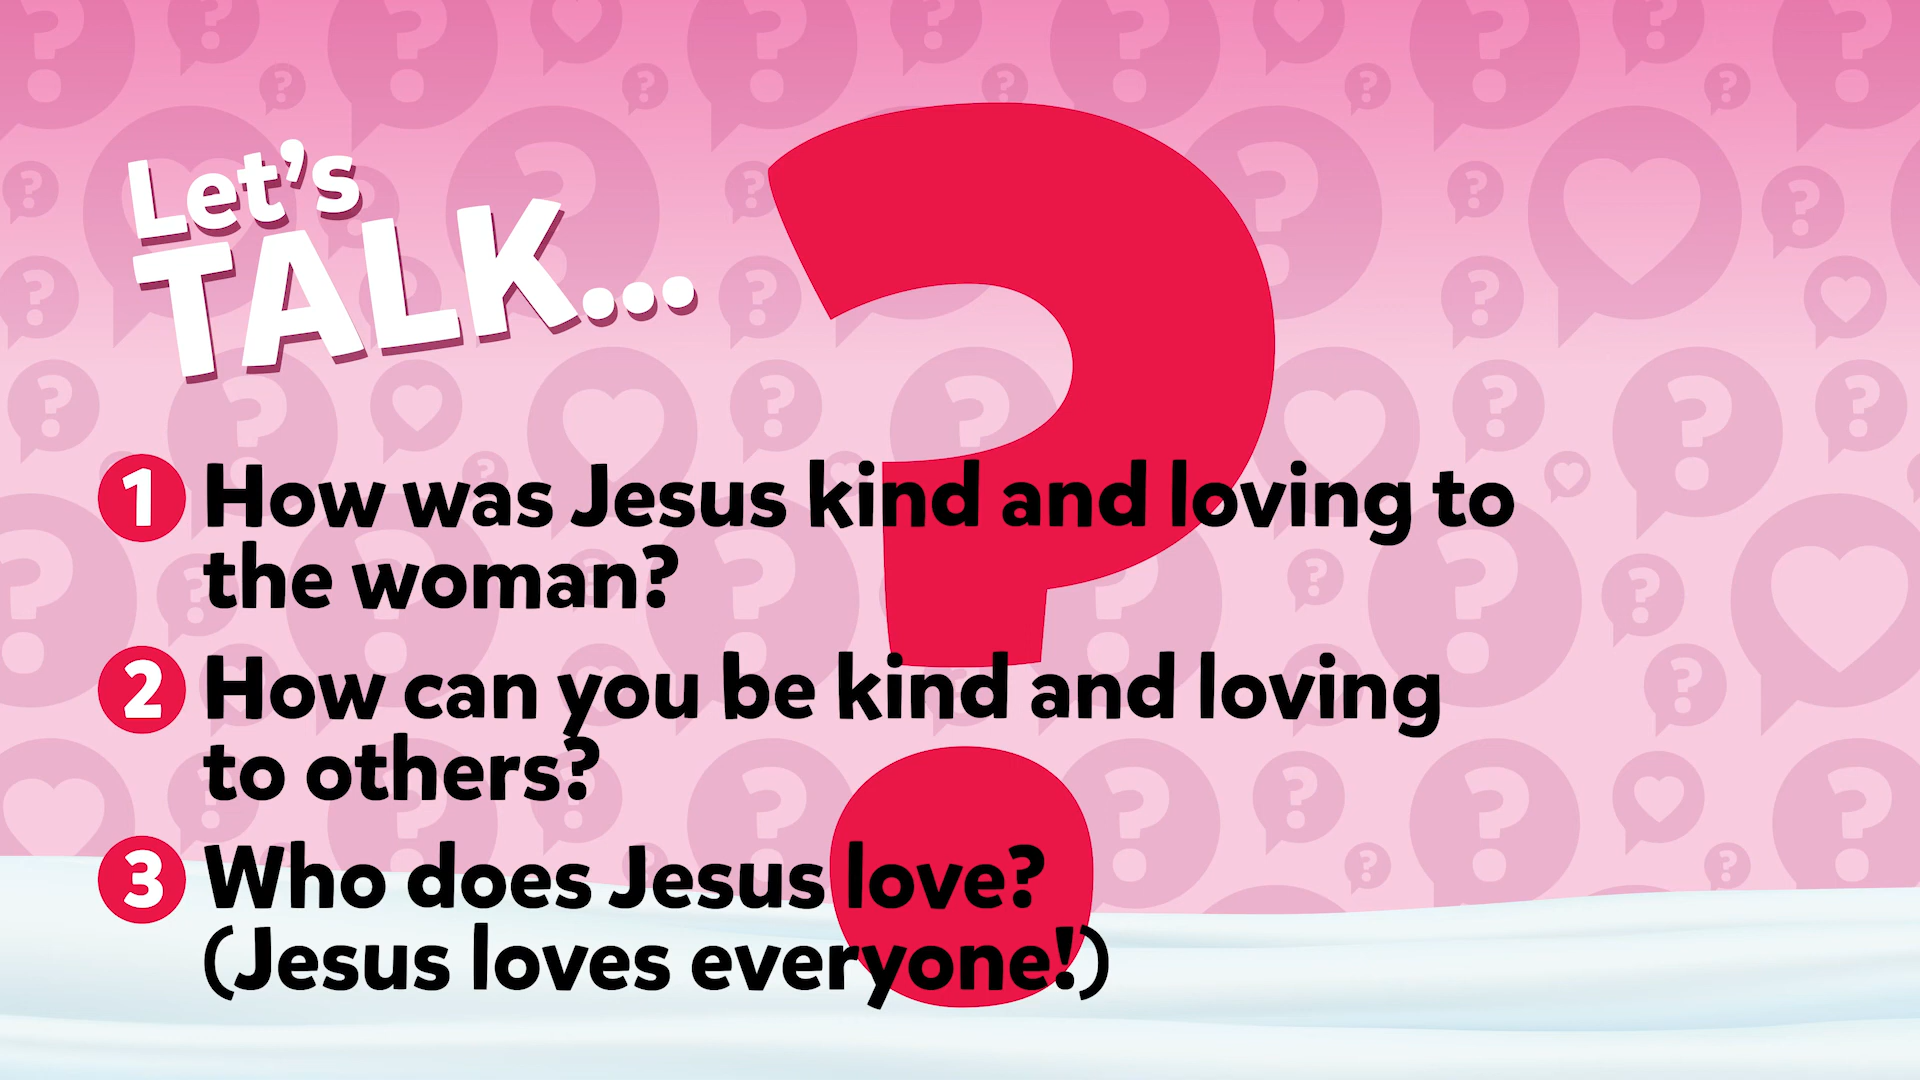 Let's
TALK...
1 How was Jesus kind and loving to
the woman?
2 How can you be kind and loving
to others?
3 Who does Jesus love?
(Jesus loves everyone!)